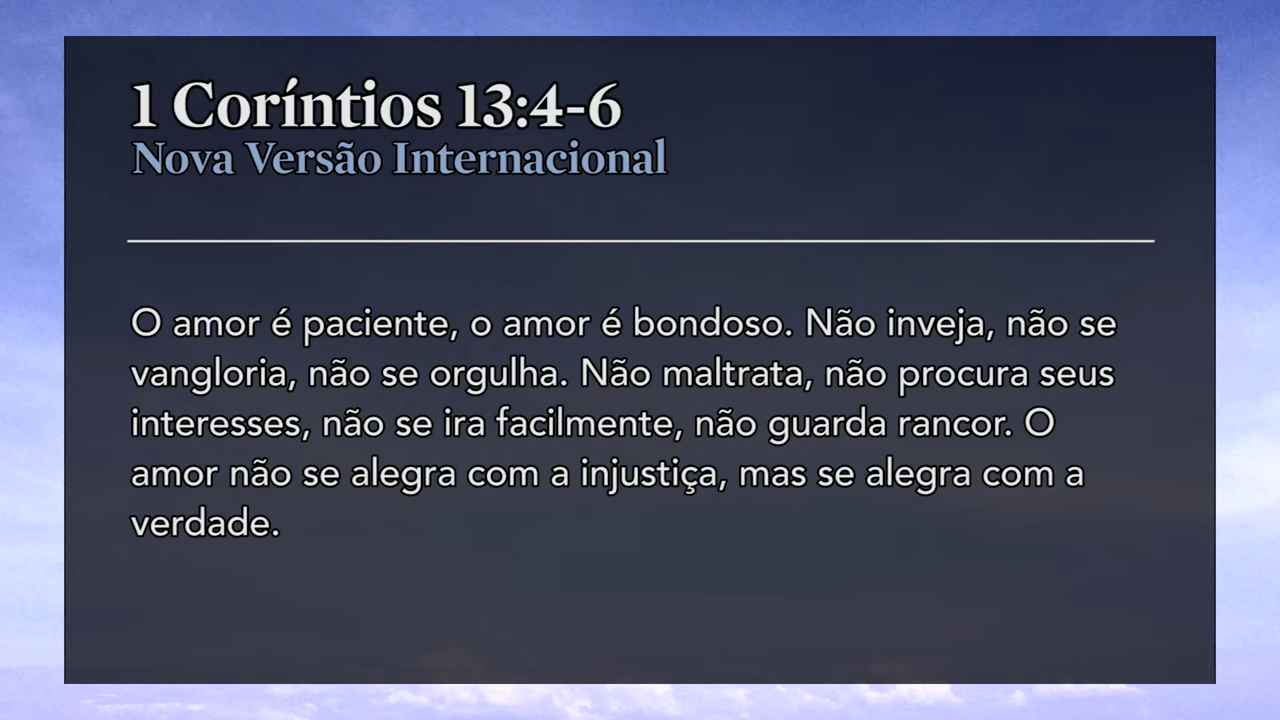 1 Coríntios 13:4-6
Nova Versão Internacional
O amor é paciente, o amor é bondoso. Não inveja, não se
vangloria, não se orgulha. Não maltrata, não procura seus
interesses, não se ira facilmente, não guarda rancor. O
amor não se alegra com a injustiça, mas se alegra com a
verdade.